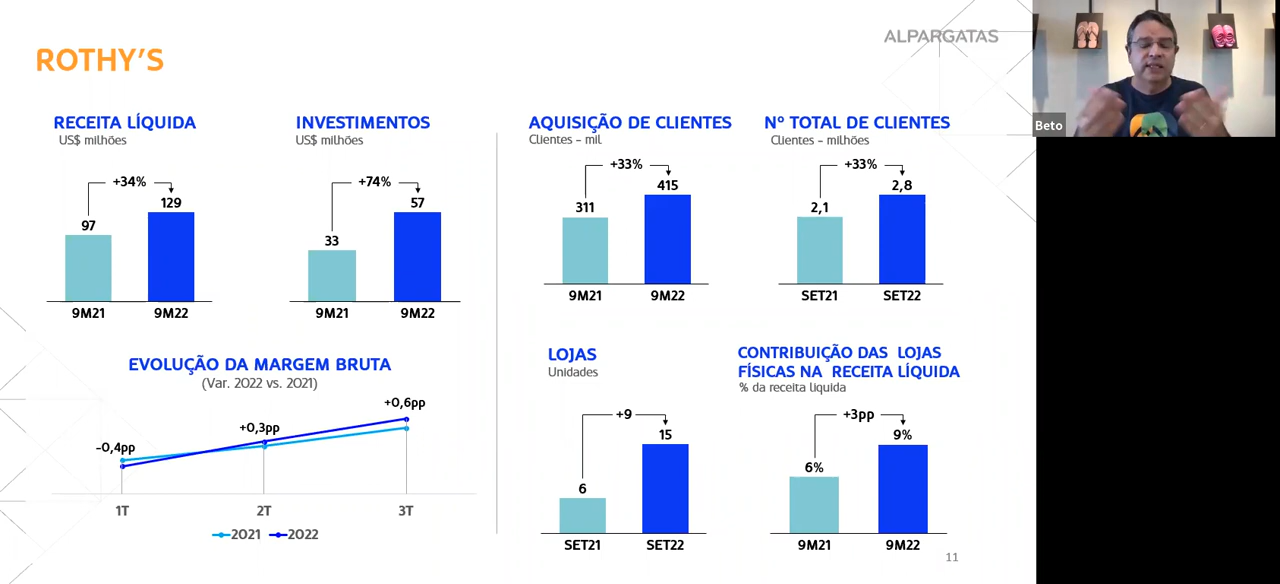 ALPARGATAS
ROTHY'S
RECEITA LÍQUIDA
US$ milhões
+34%
97
129
9M21
9M22
INVESTIMENTOS
US$ milhões
+74%
33
57
9M21
9M22
EVOLUÇÃO DA MARGEM BRUTA
(Var. 2022 vs. 2021)
-0,4pp
+0,3pp
+0,6pp
1T
2T
3T
2021
2022
AQUISIÇÃO DE CLIENTES
Clientes - mil
+33%
311
415
9M21
9M22
Nº TOTAL DE CLIENTES
Clientes - milhões
+33%
2,1
2,8
SET21
SET22
LOJAS
Unidades
+9
6
15
SET21
SET22
CONTRIBUIÇÃO DAS LOJAS
FÍSICAS NA RECEITA LÍQUIDA
% da receita líquida
+3pp
6%
9%
9M21
9M22
11
Beto